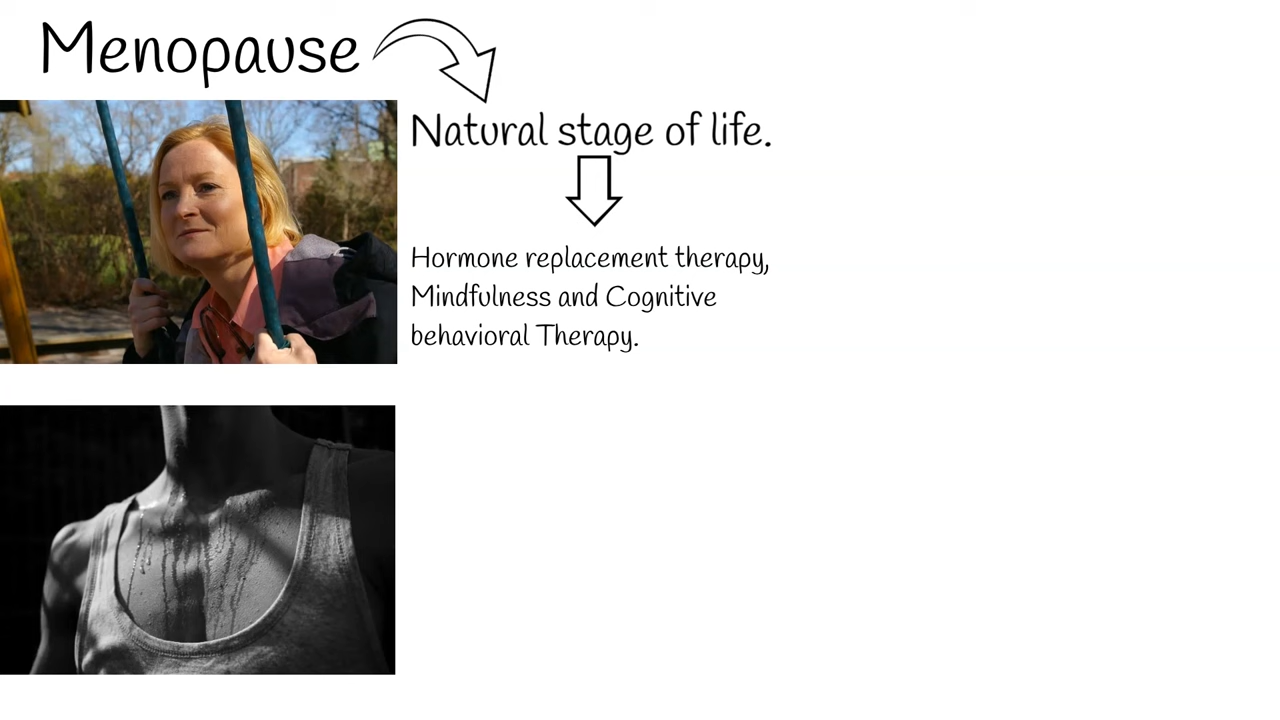 Menopause
Natural stage of life.
Hormone replacement therapy,
Mindfulness and Cognitive
behavioral Therapy.